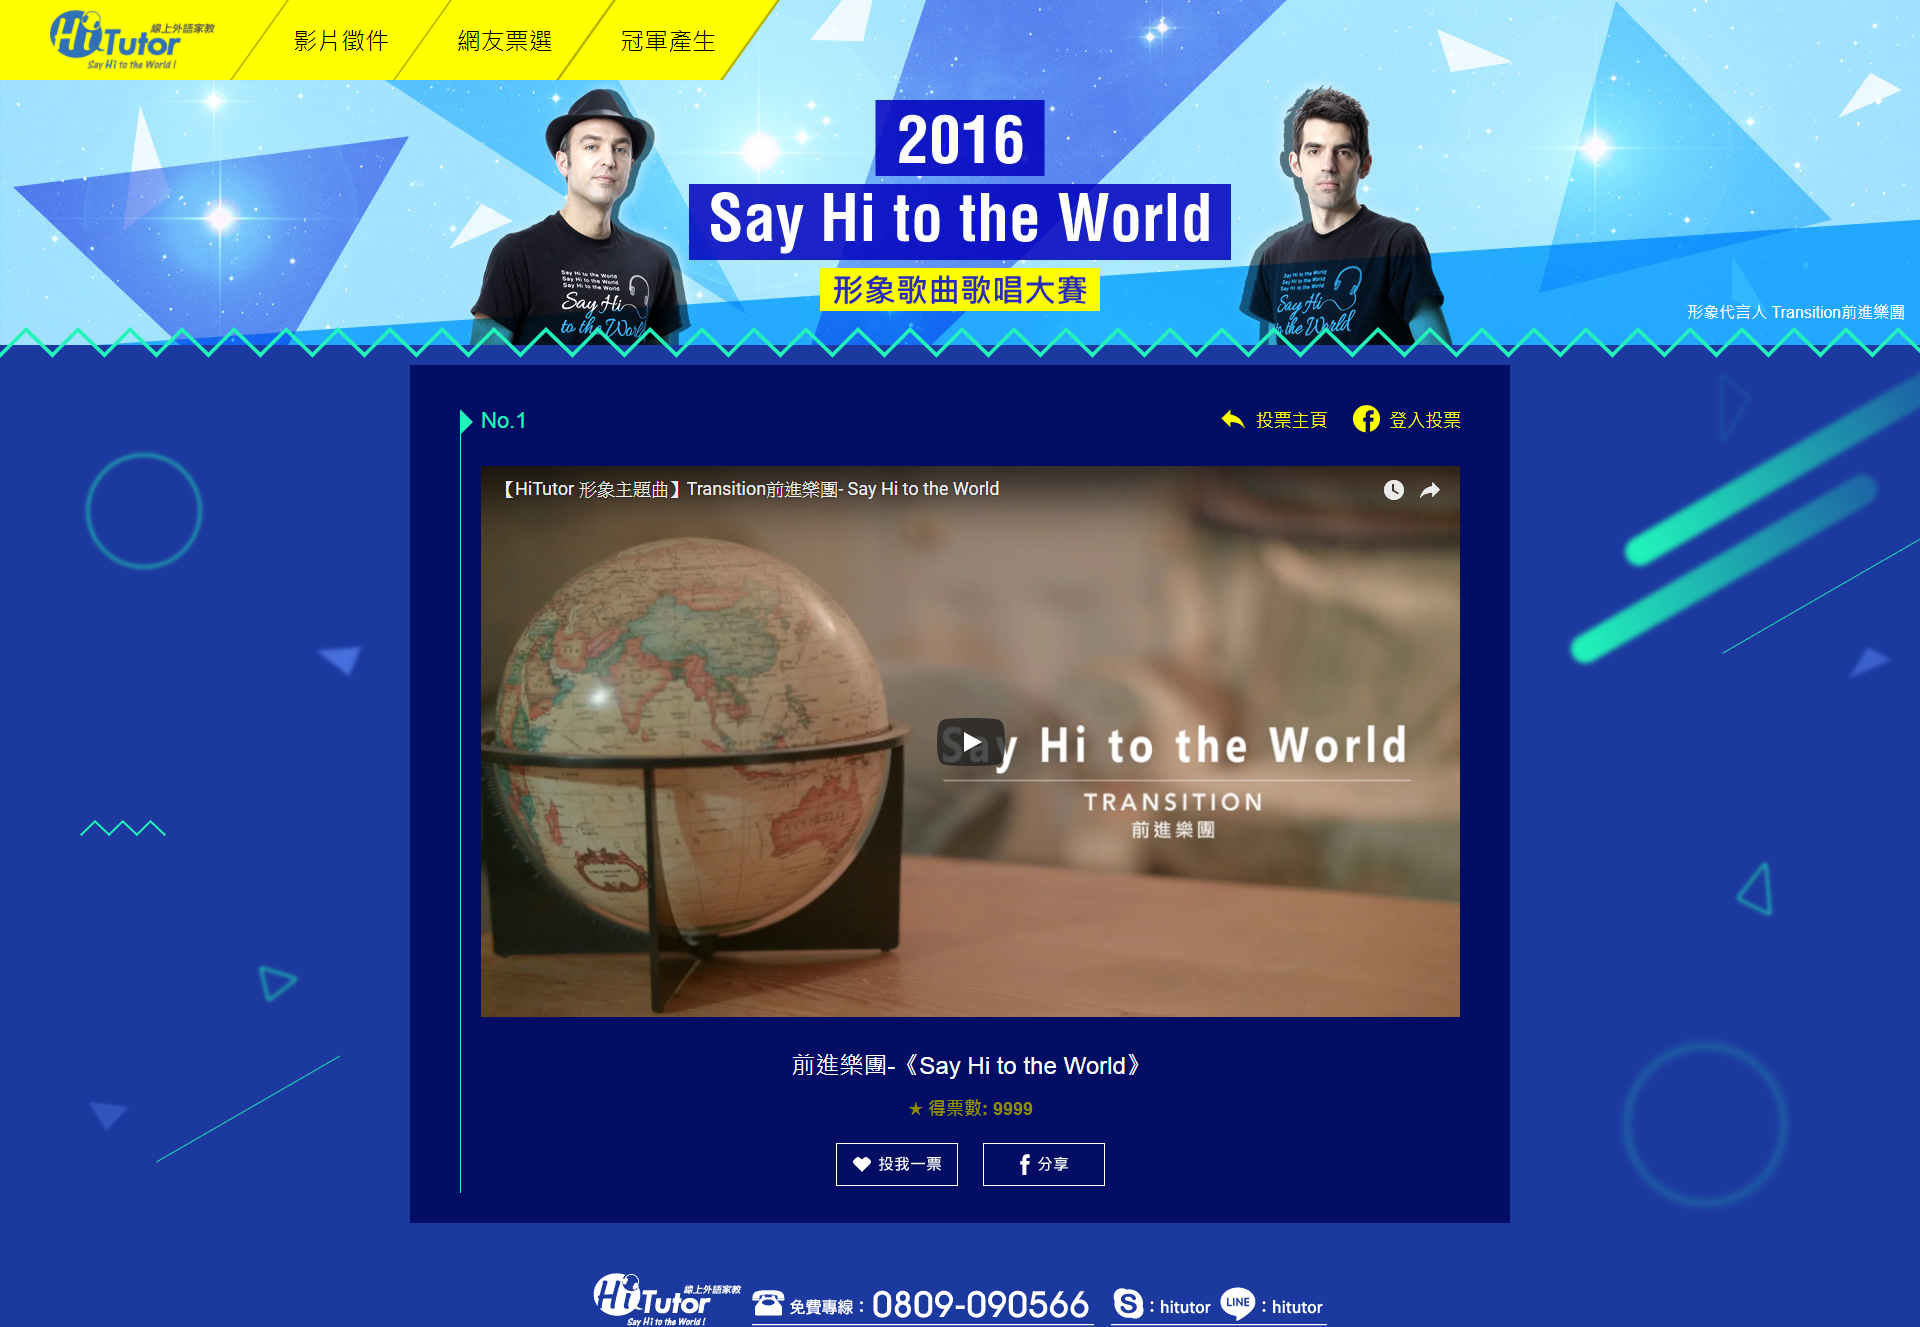 HiTutor
線上外語家教
Say Hi to the World!
影片徵件
網友票選
冠軍產生
2016
Say Hi to the World
形象歌曲歌唱大賽
Say Hi to the World
Say Hi to the World
Say Hi to the World
Say Hi
to the World
Say Hi to the World
Say Hi to the World
Say Hi to the World
Say Hi
to the World
形象代言人 Transition前進樂團
No.1
投票主頁
登入投票
【HiTutor 形象主題曲】Transition前進樂團- Say Hi to the World
Say Hi to the World
TRANSITION
前進樂團
前進樂團-《Say Hi to the World》
★ 得票數: 9999
投我一票
分享
HiTutor
線上外語家教
Say Hi to the World!
免費專線：0809-090566
S：hitutor
LINE：hitutor